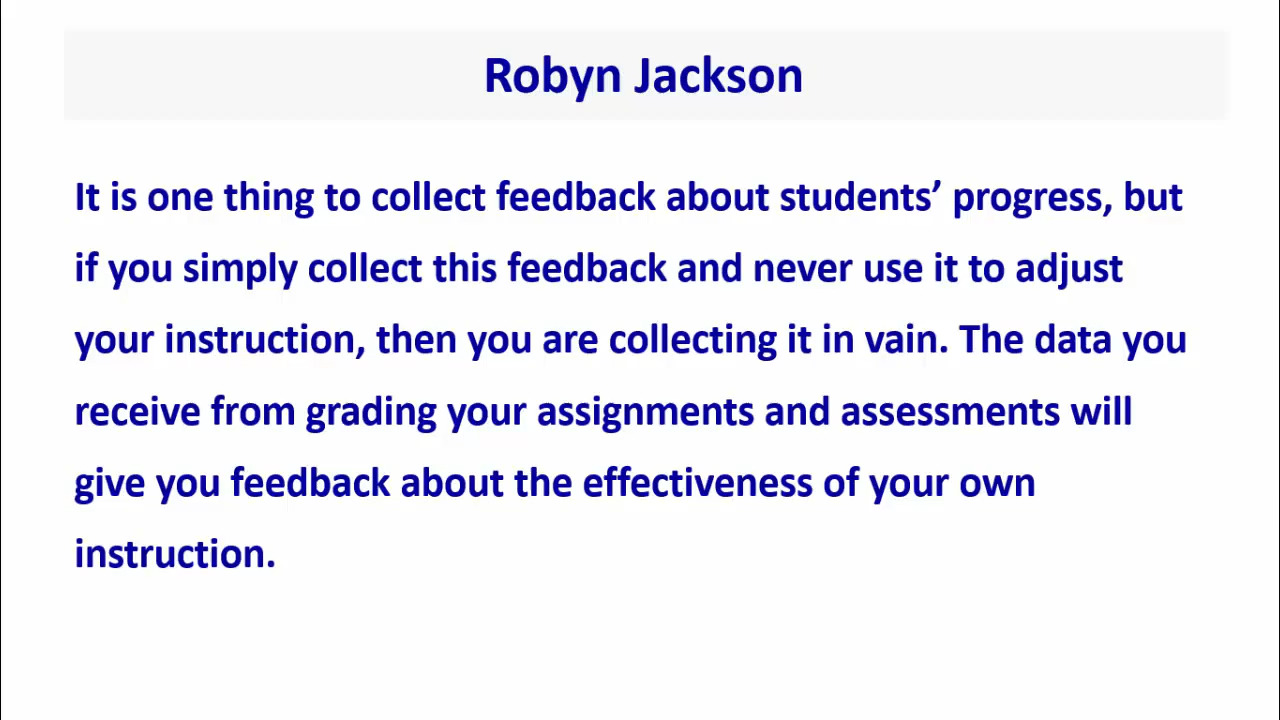 Robyn Jackson
It is one thing to collect feedback about students’ progress, but
if you simply collect this feedback and never use it to adjust
your instruction, then you are collecting it in vain. The data you
receive from grading your assignments and assessments will
give you feedback about the effectiveness of your own
instruction.